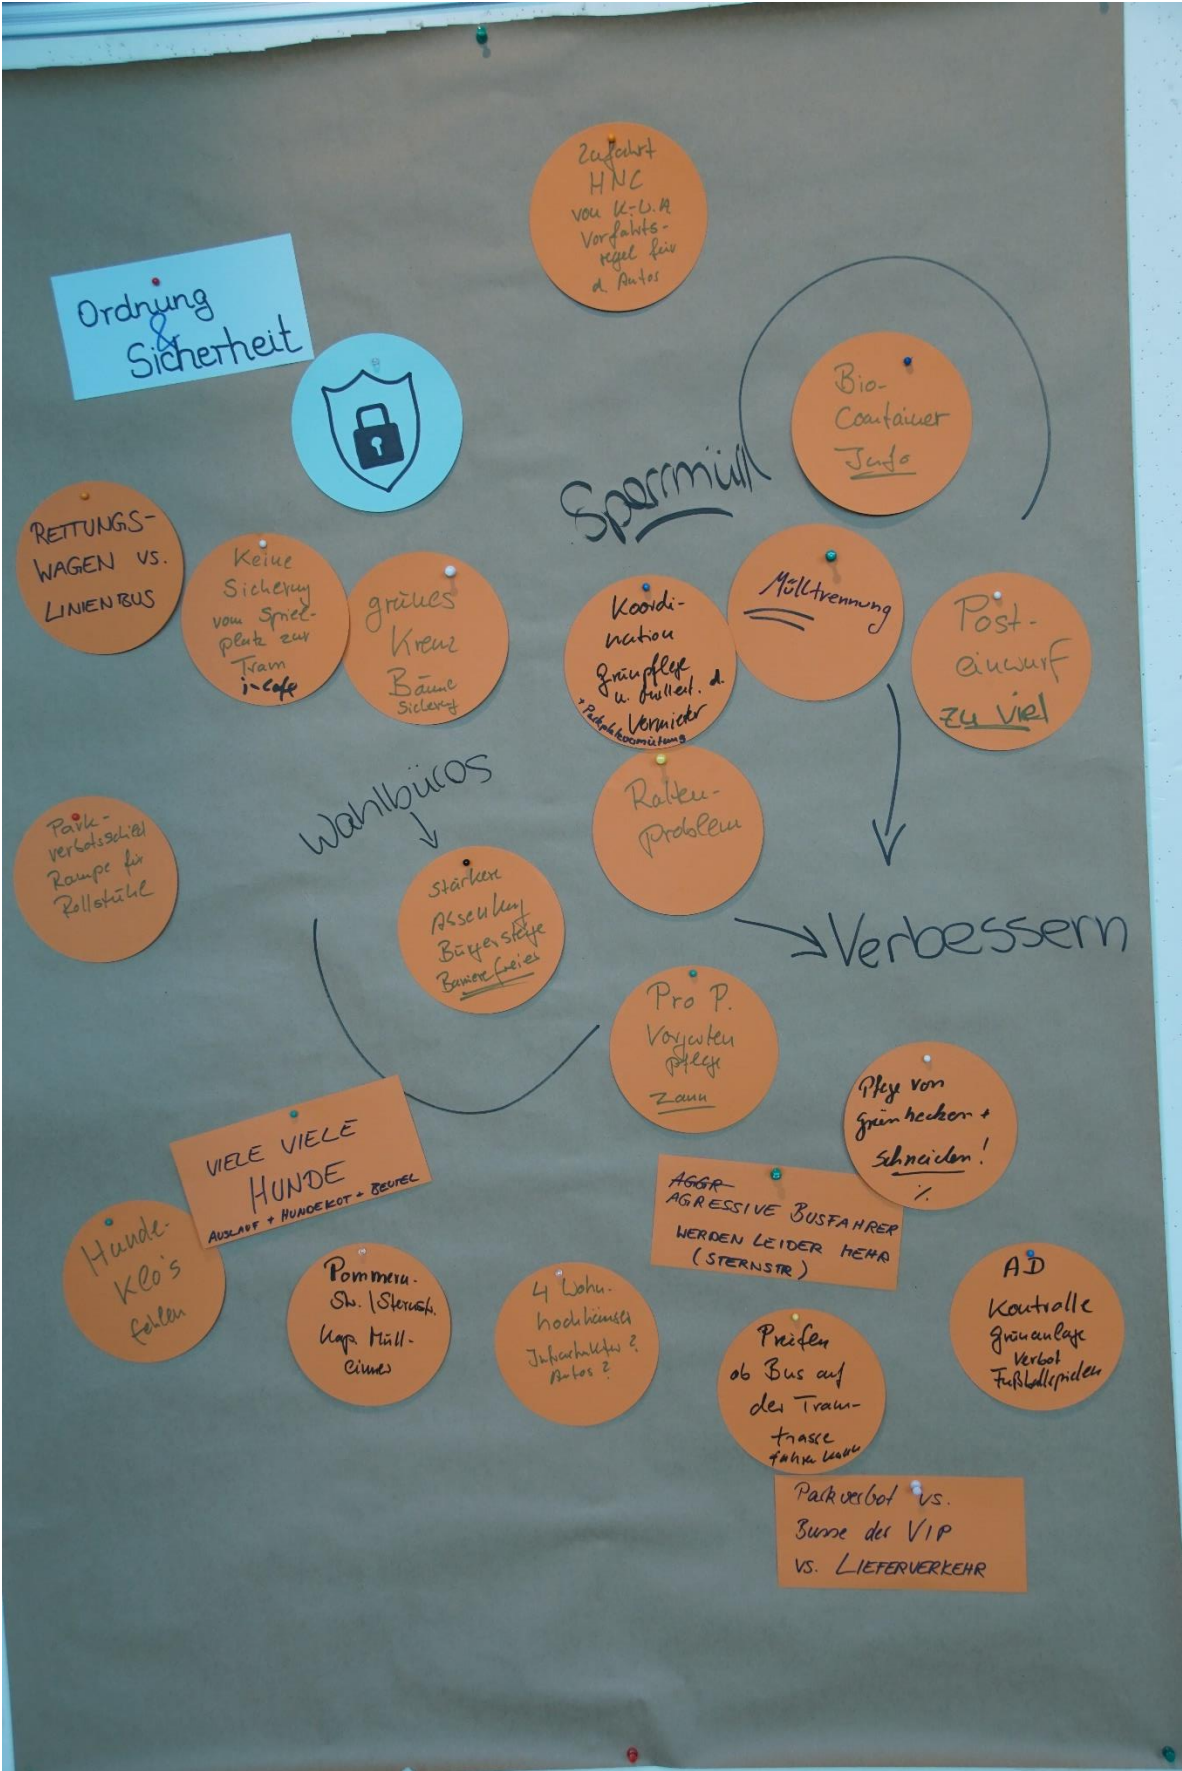 Zufahrt
HNC
von K-L.A
Vorfahrts-
regel für
d. Autos
Ordnung
&
Sicherheit
Bio-
Container
Info
Sperrmüll
RETTUNGS-
WAGEN VS.
LINIENBUS
Keine
Sicherung
vom Spiel-
platz zur
Tram
grünes
Kreuz
Bäume
Sicherung
Koordi-
nation
Grünpflege
u. d.
Vermieter
+ Parkplatzvermietung
Mülltrennung
Post-
einwurf
zu viel
Wahlbüros
Ratten-
problem
Park-
verbotsschild
Rampe für
Rollstühle
stärkere
Absenkung
Bürgersteige
Barrierefreies
Verbessern
Pro P.
Vorgarten
pflege
Zaun
Pflege von
Grünhecken +
schneiden!
%
VIELE VIELE
HUNDE
AUSLAUF + HUNDEKOT + BEUTEL
AGGR
AGRESSIVE BUSFAHRER
WERDEN LEIDER MEHR
(STERNSTR)
Hunde-
Klo's
fehlen
Pommern.
Str. / Sternstr.
Kap. Müll-
eimer
4 Wohn-
hochhäuser
Infrastruktur?
Autos?
AD
Kontrolle
Grünanlage
Verbot
Fußballspielen
Prüfen
ob Bus auf
der Tram-
trasse
fahren kann
Parkverbot vs.
Busse der VIP
vs. LIEFERVERKEHR